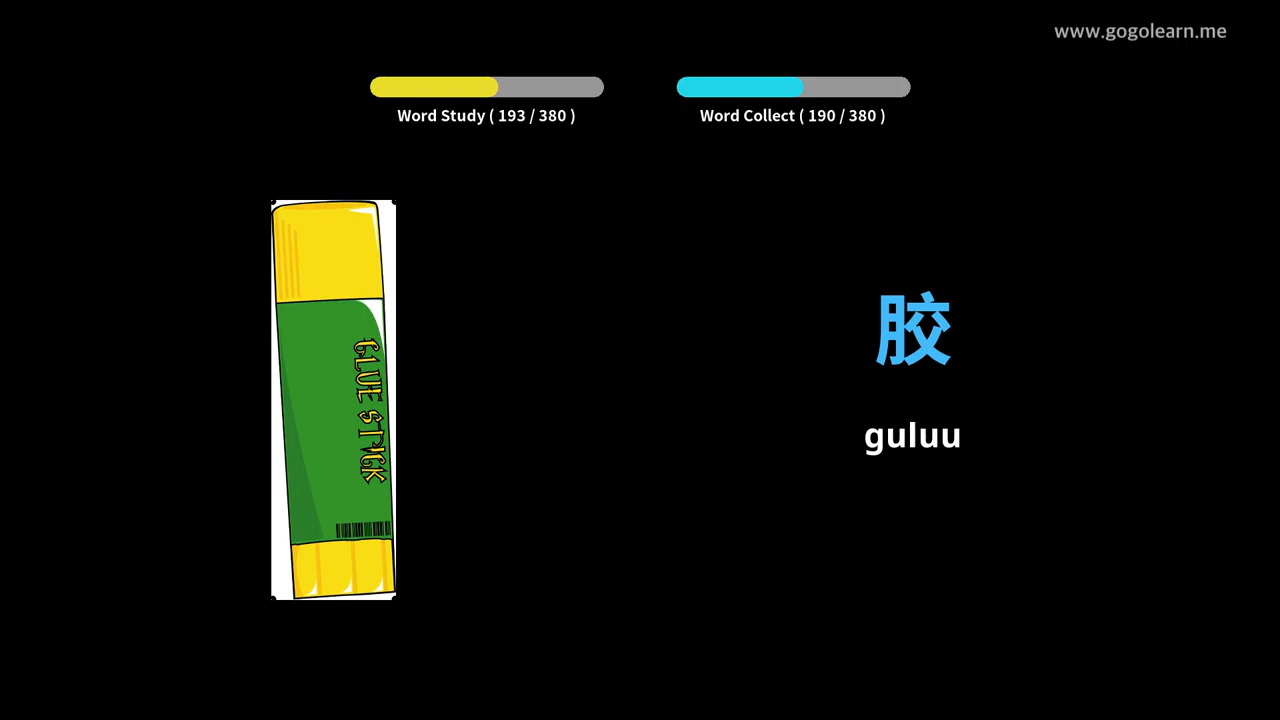 www.gogolearn.me
Word Study ( 193 / 380 )
Word Collect ( 190 / 380 )
GLUE STICK
胶
guluu